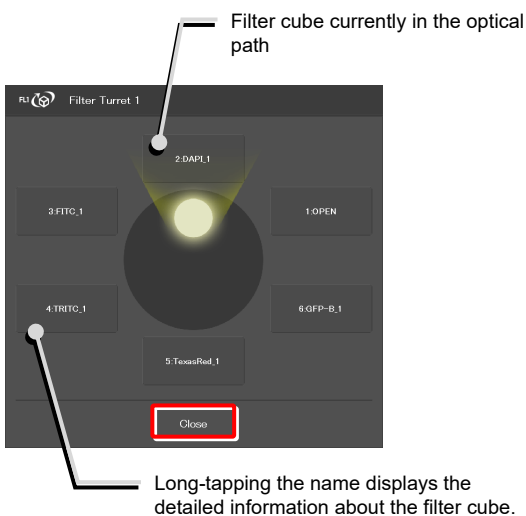 Filter cube currently in the optical
path
FL1 Filter Turret 1
2:DAPI_1
3:FITC_1
1:OPEN
4:TRITC_1
6:GFP-B_1
5:TexasRed_1
Close
Long-tapping the name displays the
detailed information about the filter cube.